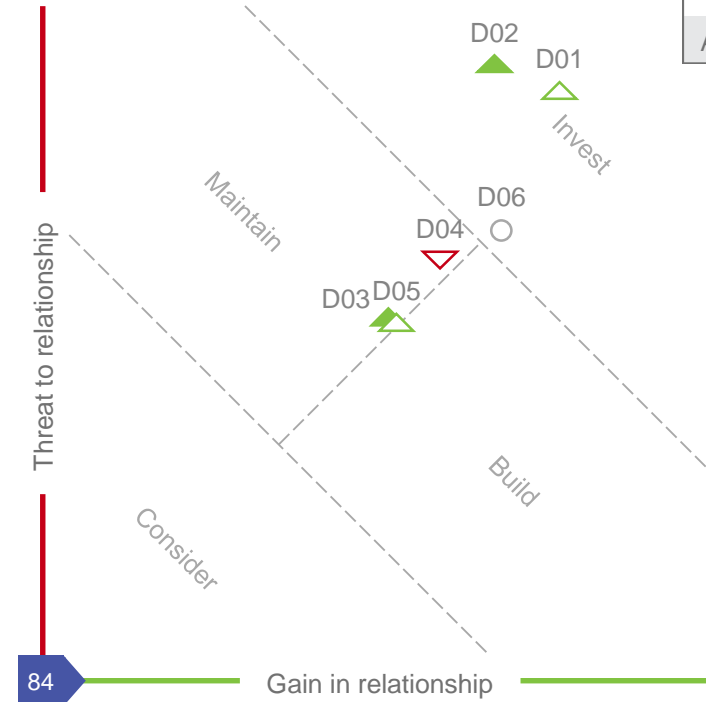 D02
D01
A
Invest
Maintain
D06
D04
D03
D05
Threat to relationship
Build
Consider
84
Gain in relationship